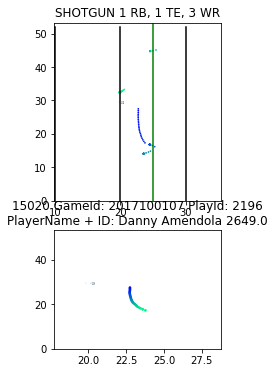 SHOTGUN 1 RB, 1 TE, 3 WR
50
40
30
20
10
0
10 20 30
15020,GameId: 2017100107,PlayId: 2196
PlayerName + ID: Danny Amendola 2649.0
40
20
0
20.0 22.5 25.0 27.5